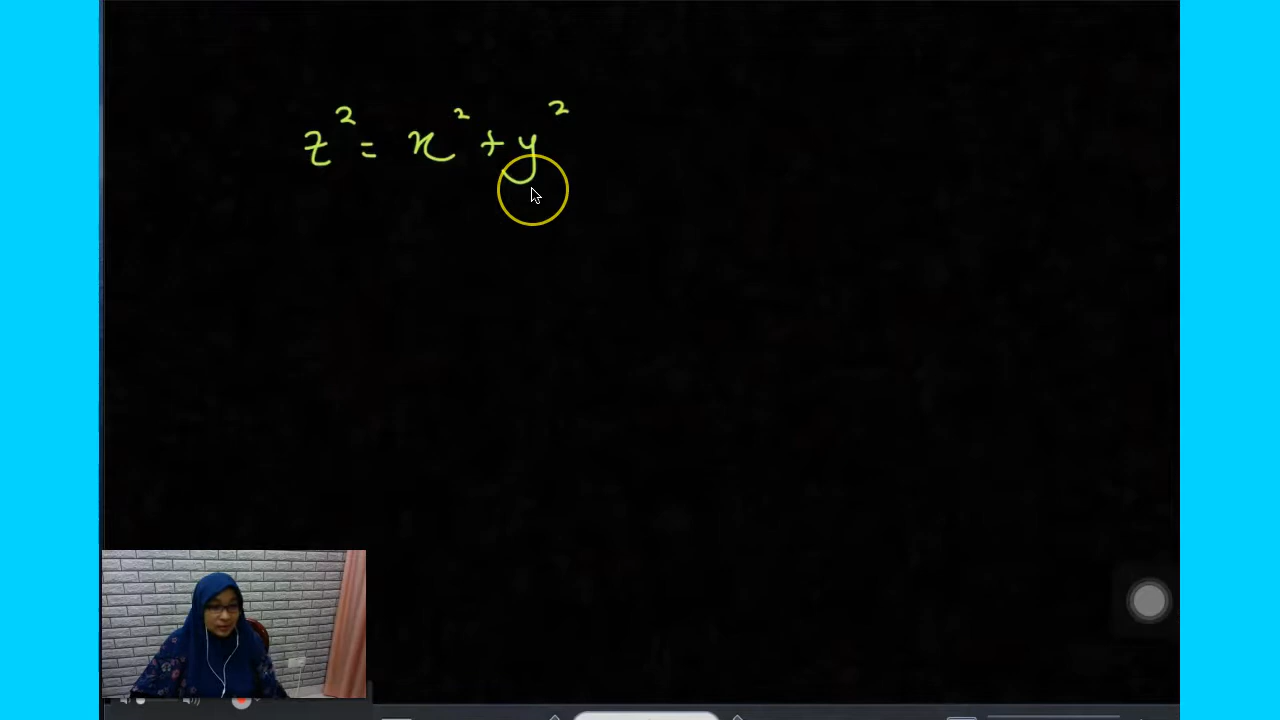 z² = x² + y²